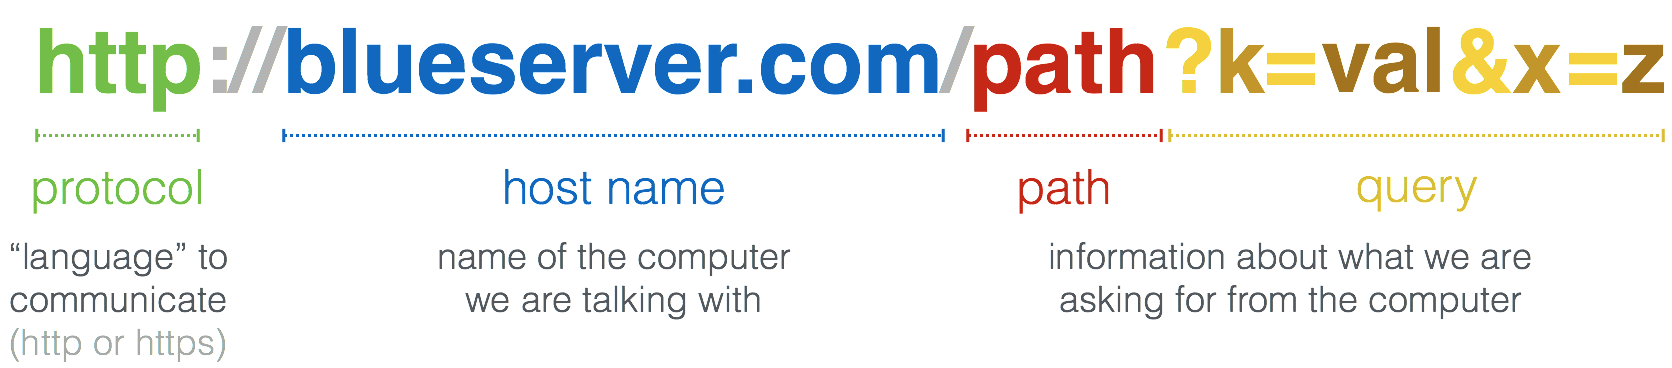 http://blueserver.com/path?k=val&x=z
protocol host name path query
“language” to name of the computer information about what we are
communicate we are talking with asking for from the computer
(http or https)